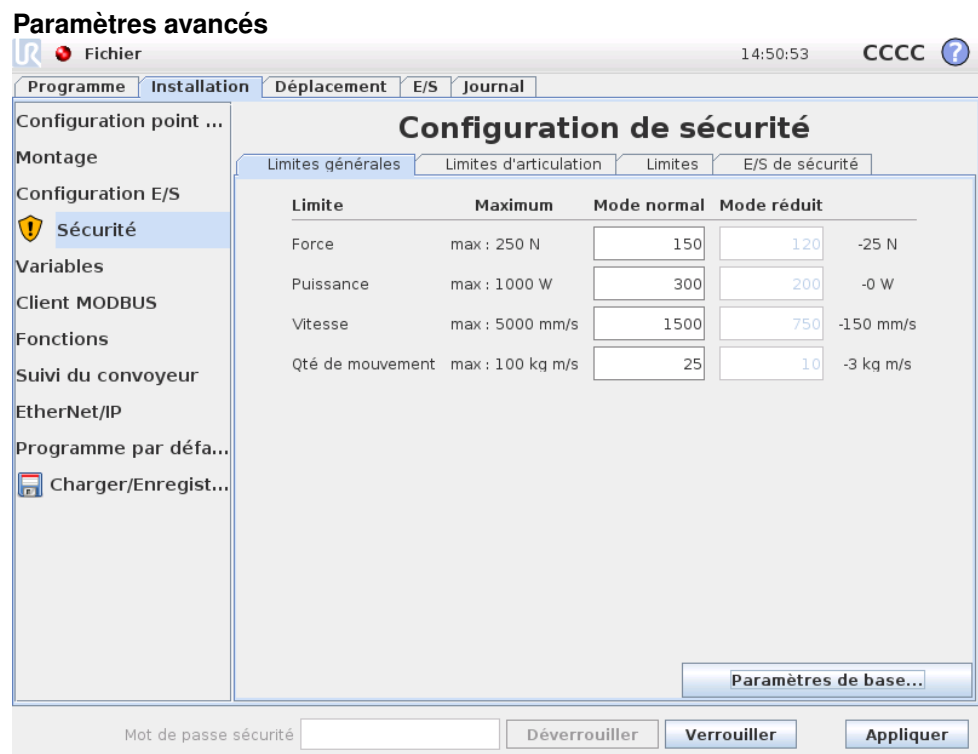 Paramètres avancés
UR Fichier 14:50:53 CCCC ?
Programme Installation Déplacement E/S Journal
Configuration point ...
Montage
Configuration E/S
Sécurité
Variables
Client MODBUS
Fonctions
Suivi du convoyeur
EtherNet/IP
Programme par défa...
Charger/Enregist...
Configuration de sécurité
Limites générales Limites d'articulation Limites E/S de sécurité
Limite Maximum Mode normal Mode réduit
Force max : 250 N 150 120 -25 N
Puissance max : 1000 W 300 200 -0 W
Vitesse max : 5000 mm/s 1500 750 -150 mm/s
Qté de mouvement max : 100 kg m/s 25 10 -3 kg m/s
Paramètres de base...
Mot de passe sécurité Déverrouiller Verrouiller Appliquer